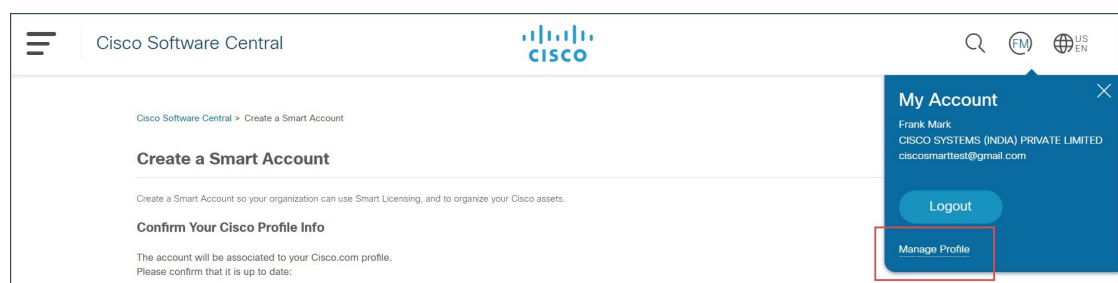 Cisco Software Central
CISCO
FM
US
EN
Cisco Software Central > Create a Smart Account
Create a Smart Account
Create a Smart Account so your organization can use Smart Licensing, and to organize your Cisco assets.
Confirm Your Cisco Profile Info
The account will be associated to your Cisco.com profile.
Please confirm that it is up to date:
My Account
Frank Mark
CISCO SYSTEMS (INDIA) PRIVATE LIMITED
ciscosmarttest@gmail.com
Logout
Manage Profile